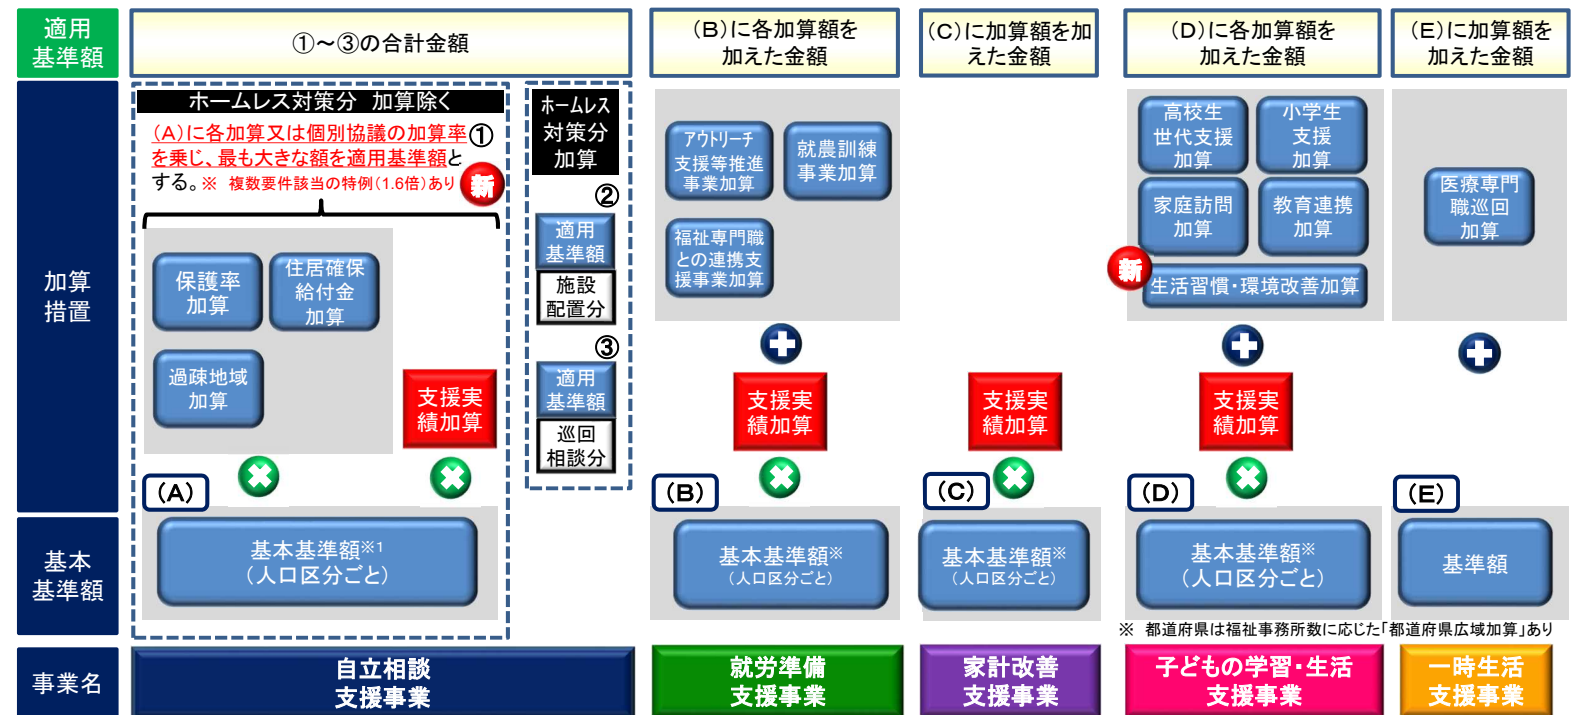 適用
基準額
①～③の合計金額
（B）に各加算額を
加えた金額
（C）に加算額を加
えた金額
（D）に各加算額を
加えた金額
（E）に加算額を
加えた金額
加算
措置
ホームレス対策分　加算除く
（A）に各加算又は個別協議の加算率①
を乗じ、最も大きな額を適用基準額と
する。※　複数要件該当の特例（1.6倍）あり
新
保護率
加算
住居確保
給付金
加算
過疎地域
加算
支援実
績加算
（A）
ホームレス
対策分
加算
②
適用
基準額
施設
配置分
③
適用
基準額
巡回
相談分
アウトリーチ
支援等推進
事業加算
就農訓練
事業加算
福祉専門職
との連携支
援事業加算
支援実
績加算
（B）
支援実
績加算
（C）
高校生
世代支援
加算
小学生
支援
加算
家庭訪問
加算
教育連携
加算
新
生活習慣・環境改善加算
支援実
績加算
（D）
医療専門
職巡回
加算
（E）
基本
基準額
基本基準額※1
（人口区分ごと）
基本基準額※
（人口区分ごと）
基本基準額※
（人口区分ごと）
基本基準額※
（人口区分ごと）
基準額
※　都道府県は福祉事務所数に応じた「都道府県広域加算」あり
事業名
自立相談
支援事業
就労準備
支援事業
家計改善
支援事業
子どもの学習・生活
支援事業
一時生活
支援事業